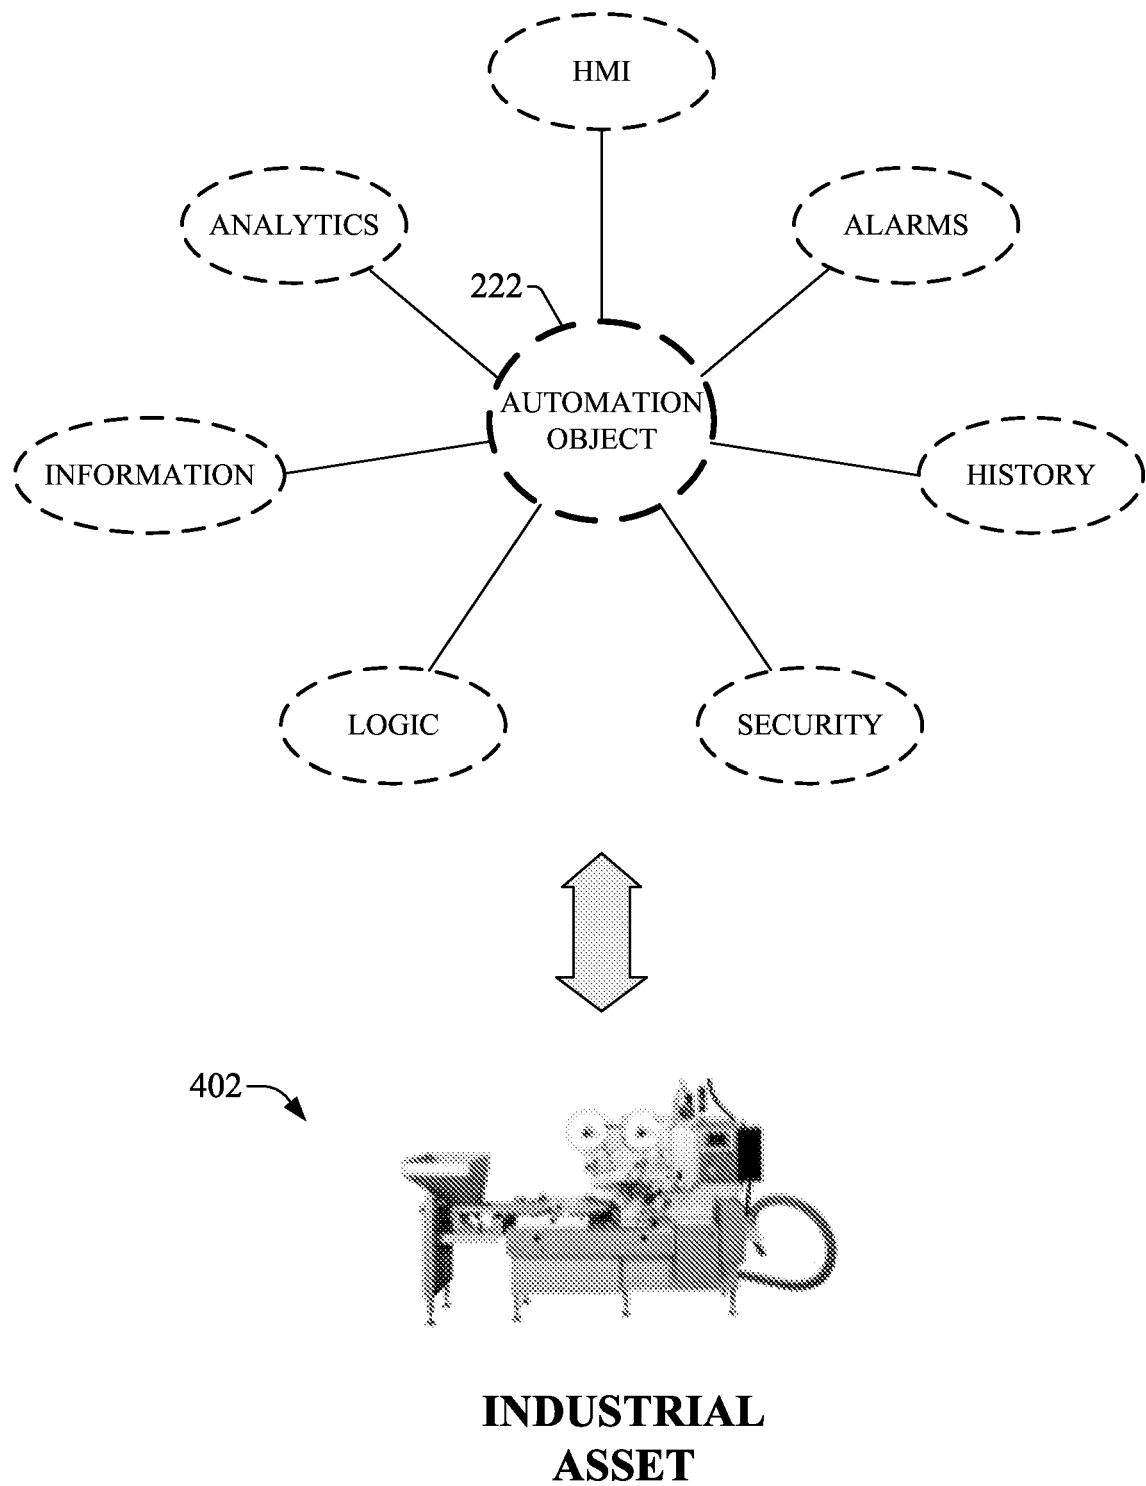 HMI
ANALYTICS
ALARMS
222
AUTOMATION
OBJECT
INFORMATION
HISTORY
LOGIC
SECURITY
402
INDUSTRIAL
ASSET